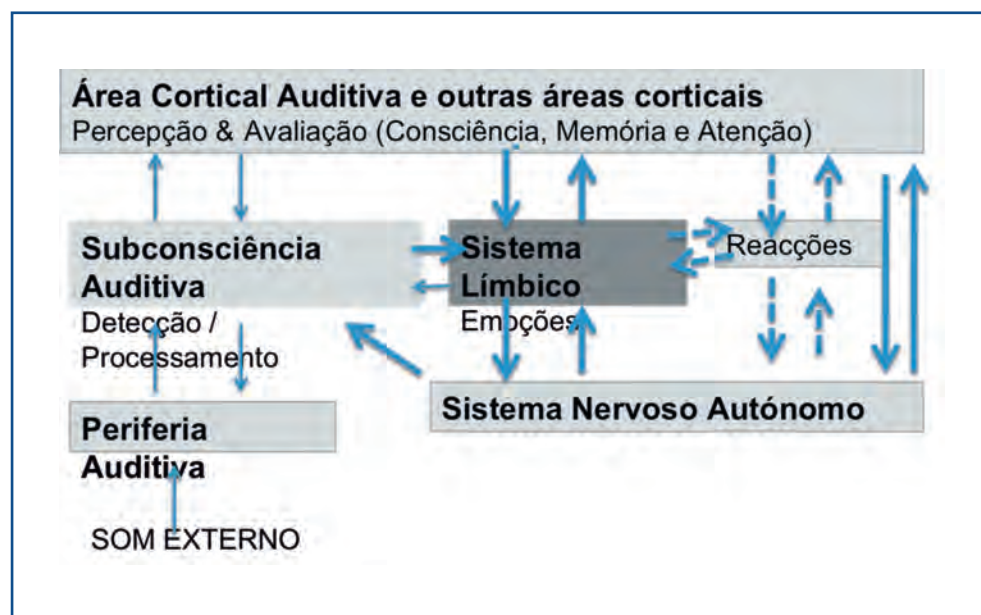 Área Cortical Auditiva e outras áreas corticais
Percepção & Avaliação (Consciência, Memória e Atenção)
Subconsciência
Auditiva
Detecção /
Processamento
Sistema
Límbico
Emoções
Reacções
Sistema Nervoso Autónomo
Periferia
Auditiva
SOM EXTERNO